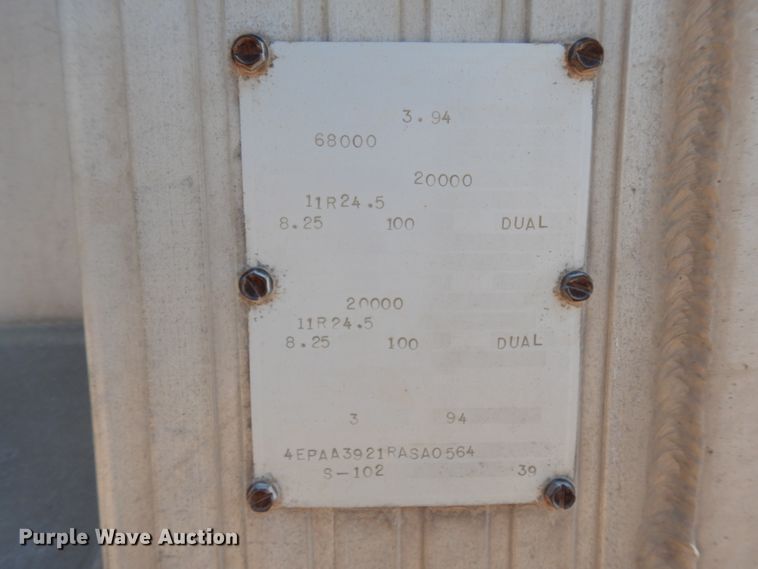 3.94
68000
20000
11R24.5
8.25 100 DUAL
20000
11R24.5
8.25 100 DUAL
3 94
4EPAA3921RASA0564
S-102 39
Purple Wave Auction